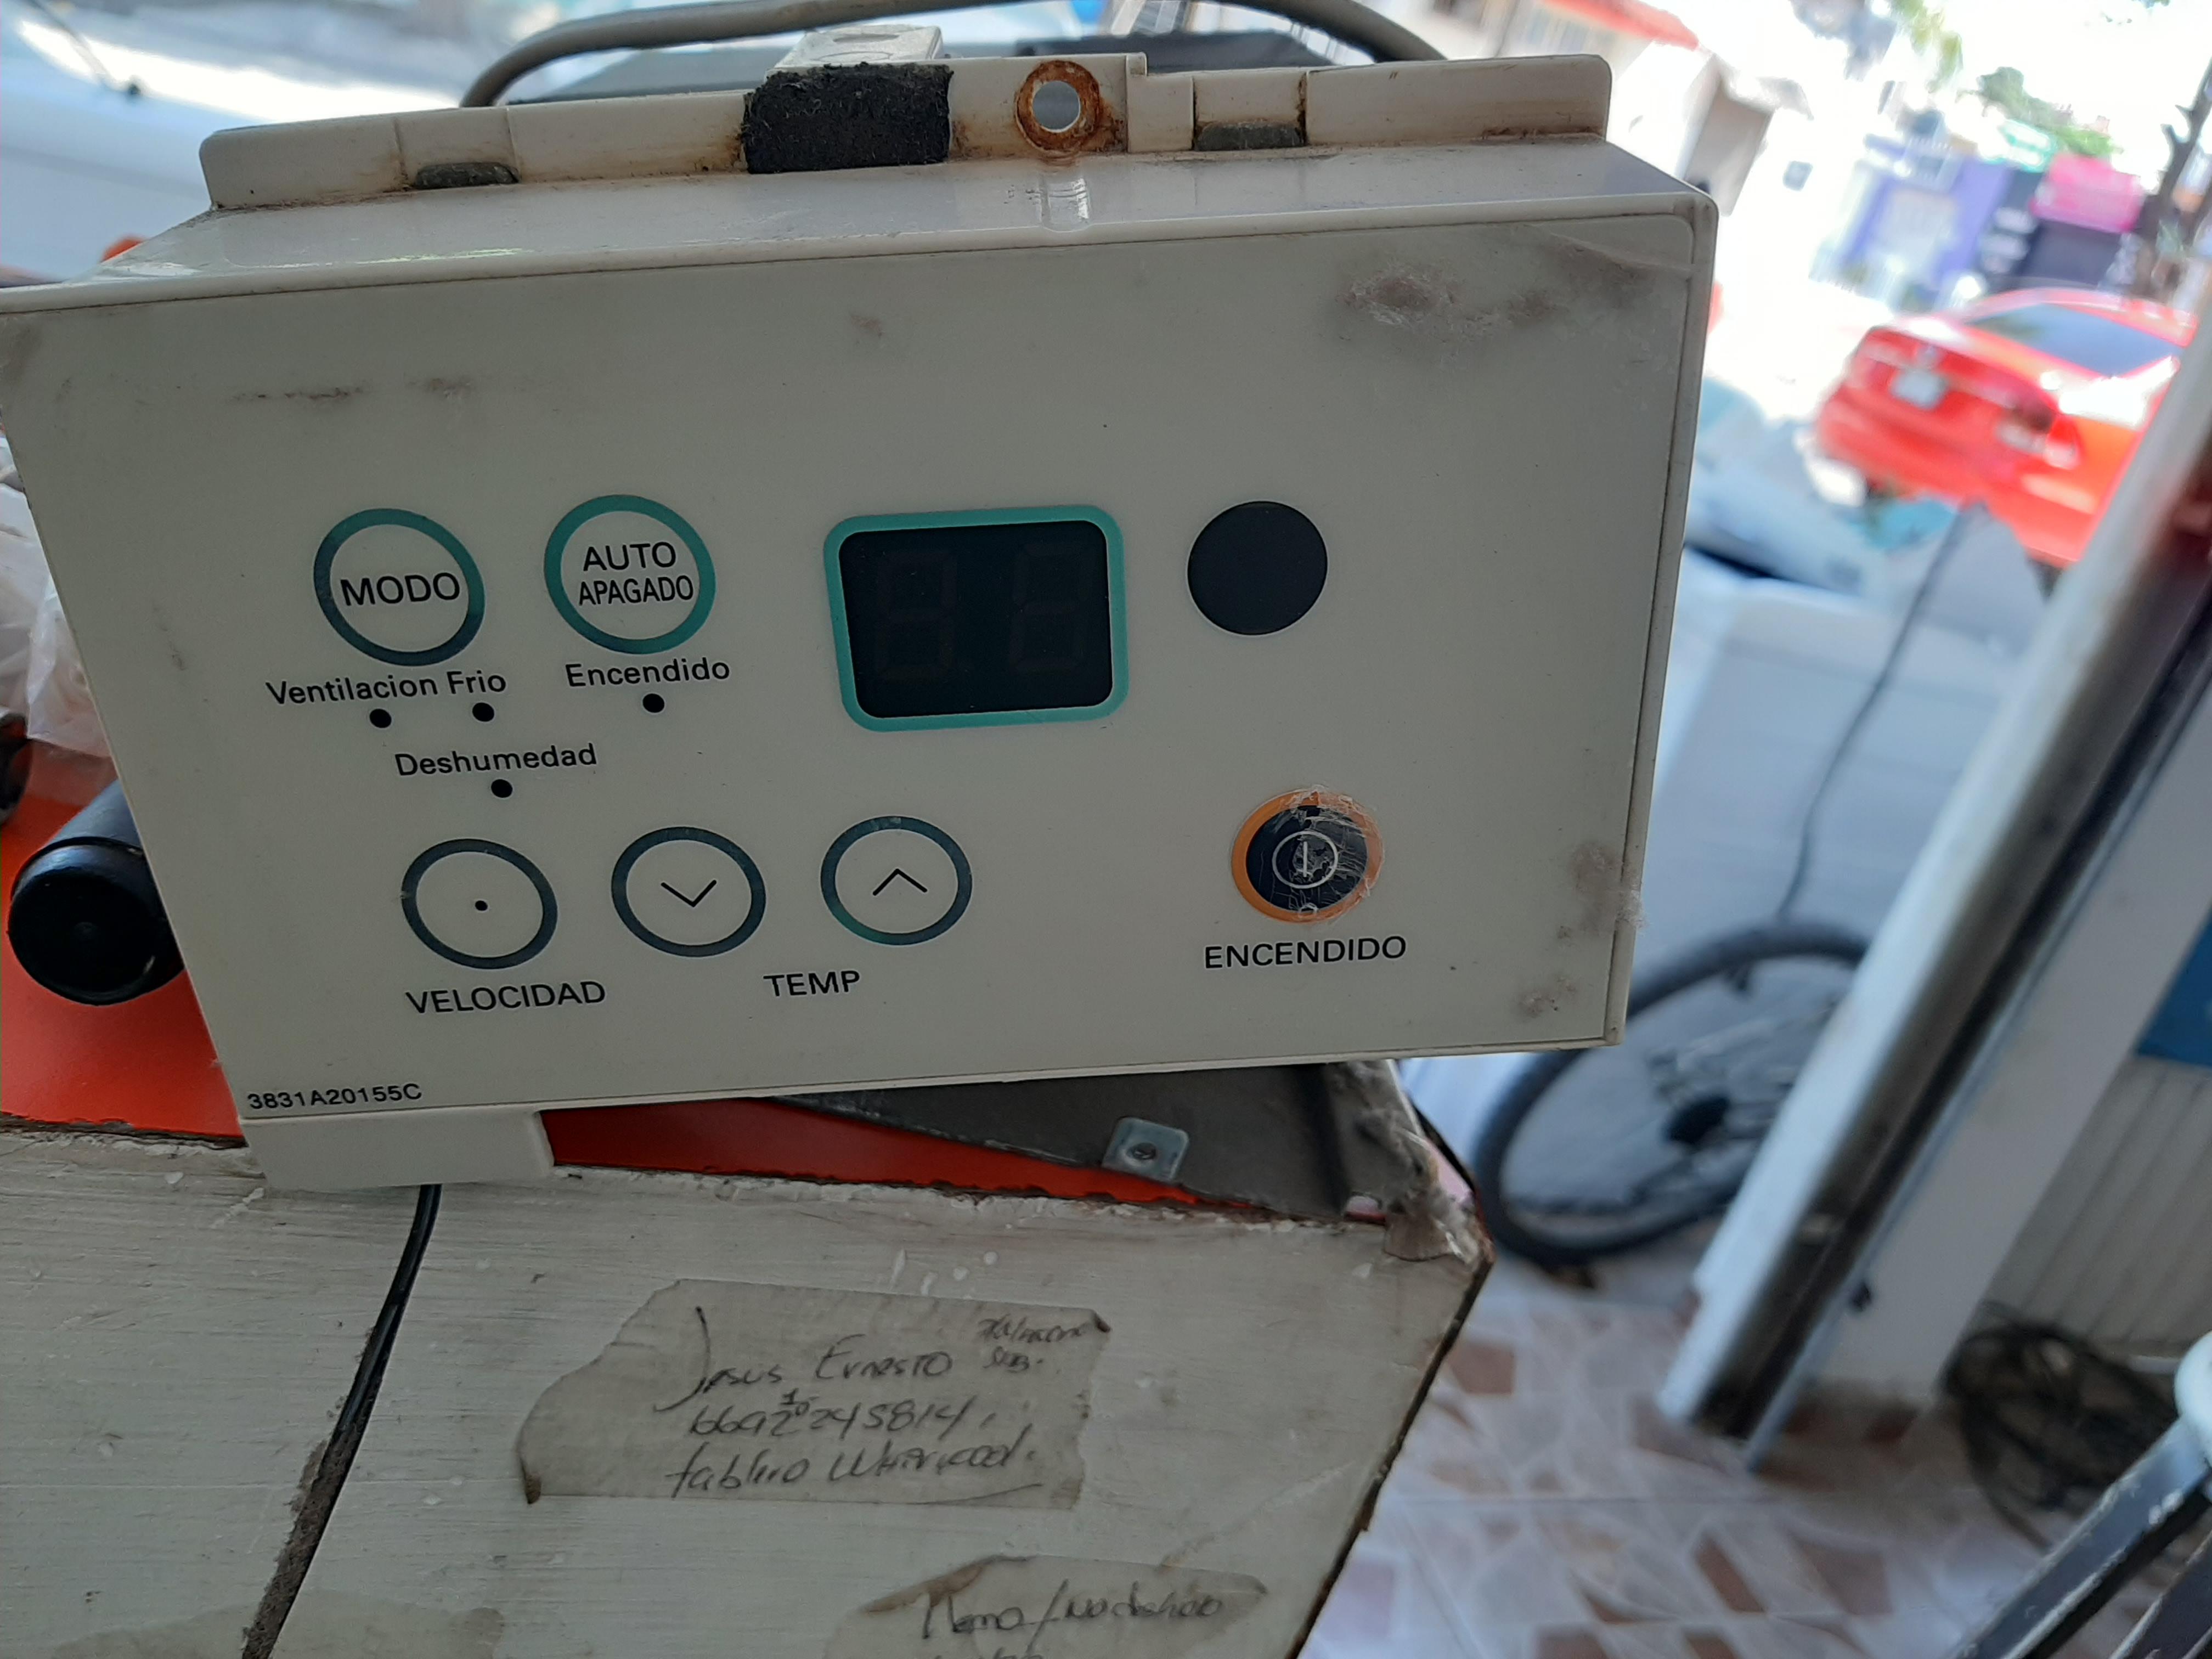 MODO
AUTO
APAGADO
Ventilacion Frio
Encendido
Deshumedad
VELOCIDAD
TEMP
ENCENDIDO
3831A20155C
Jesus Ernesto
tablero